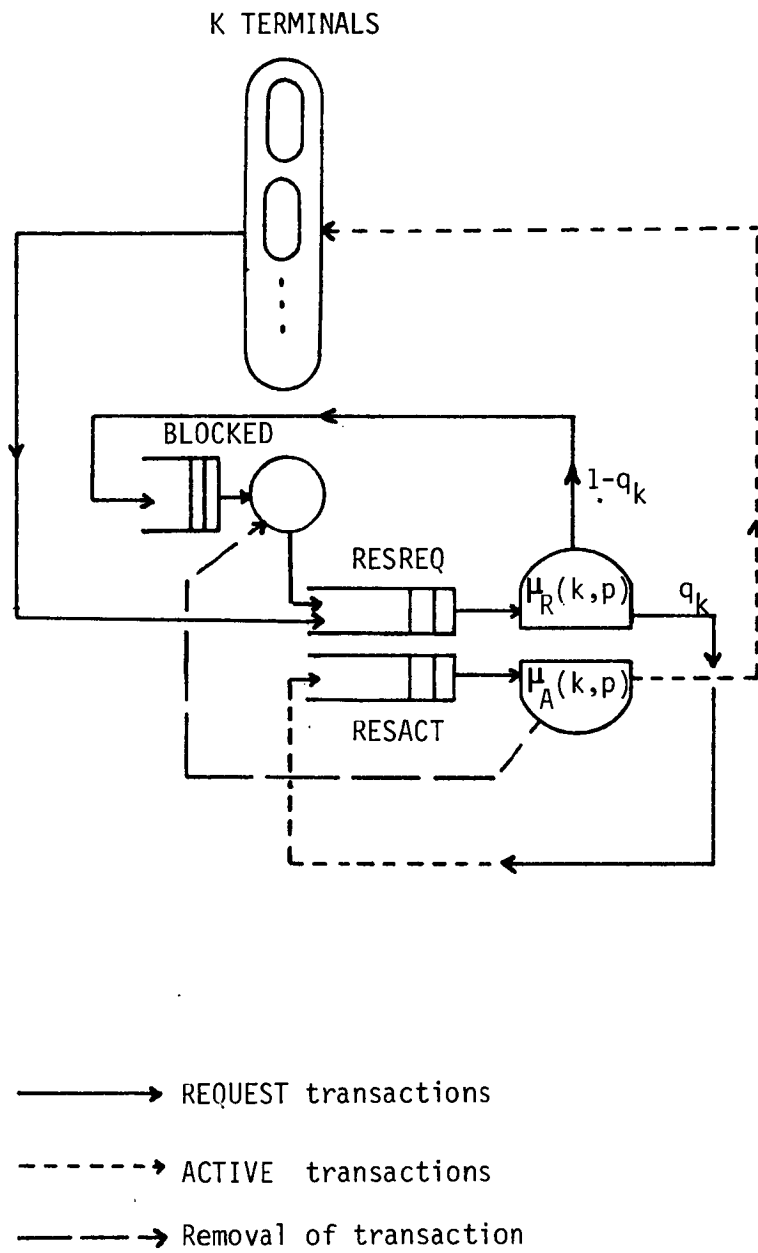 K TERMINALS
BLOCKED
1-q_k
RESREQ
μ_R(k,p)
q_k
μ_A(k,p)
RESACT
REQUEST transactions
ACTIVE transactions
Removal of transaction